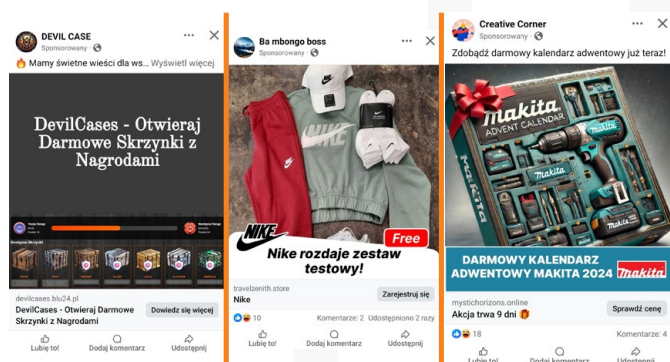 DEVIL CASE
Sponsorowany ·
🔥 Mamy świetne wieści dla ws... Wyświetl więcej
DevilCases - Otwieraj
Darmowe Skrzynki z
Nagrodami
devilcases.blu24.pl
DevilCases - Otwieraj Darmowe
Skrzynki z Nagrodami
Dowiedz się więcej
Lubię to!
Dodaj komentarz
Udostępnij
Ba mbongo boss
Sponsorowany ·
NIKE
NIKE
Free
Nike rozdaje zestaw
testowy!
travelzenith.store
Nike
Zarejestruj się
10
Komentarze: 2 Udostępniono 2 razy
Lubię to!
Dodaj komentarz
Udostępnij
Creative Corner
Sponsorowany ·
Zdobądź darmowy kalendarz adwentowy już teraz!
makita
ADVENT CALENDAR
Makita
makita
Makita
DARMOWY KALENDARZ
ADWENTOWY MAKITA 2024
makita
mystichorizons.online
Akcja trwa 9 dni 🎁
Sprawdź cenę
18
Komentarze: 4
Lubię to!
Dodaj komentarz
Udostępnij